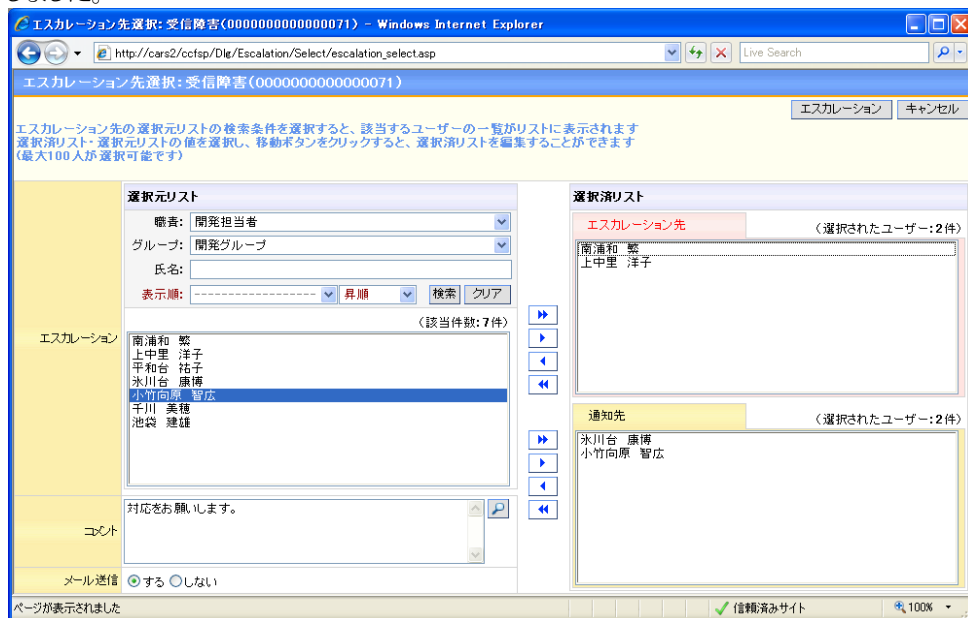 しました。
エスカレーション先選択: 受信障害(0000000000000071) - Windows Internet Explorer
http://cars2/ccfsp/Dlg/Escalation/Select/escalation_select.asp
Live Search
エスカレーション先選択: 受信障害(0000000000000071)
エスカレーション
キャンセル
エスカレーション先の選択元リストの検索条件を選択すると、該当するユーザーの一覧がリストに表示されます
選択済リスト・選択元リストの値を選択し、移動ボタンをクリックすると、選択済リストを編集することができます
(最大100人が選択可能です)
エスカレーション
選択元リスト
職責: 開発担当者
グループ: 開発グループ
氏名:
表示順: ------------------ 昇順 検索 クリア
(該当件数:7件)
南浦和 繁
上中里 洋子
平和台 祐子
氷川台 康博
小竹向原 智広
千川 美穂
池袋 建雄
選択済リスト
エスカレーション先
(選択されたユーザー:2件)
南浦和 繁
上中里 洋子
通知先
(選択されたユーザー:2件)
氷川台 康博
小竹向原 智広
コメント
対応をお願いします。
メール送信 する しない
ページが表示されました
信頼済みサイト
100%